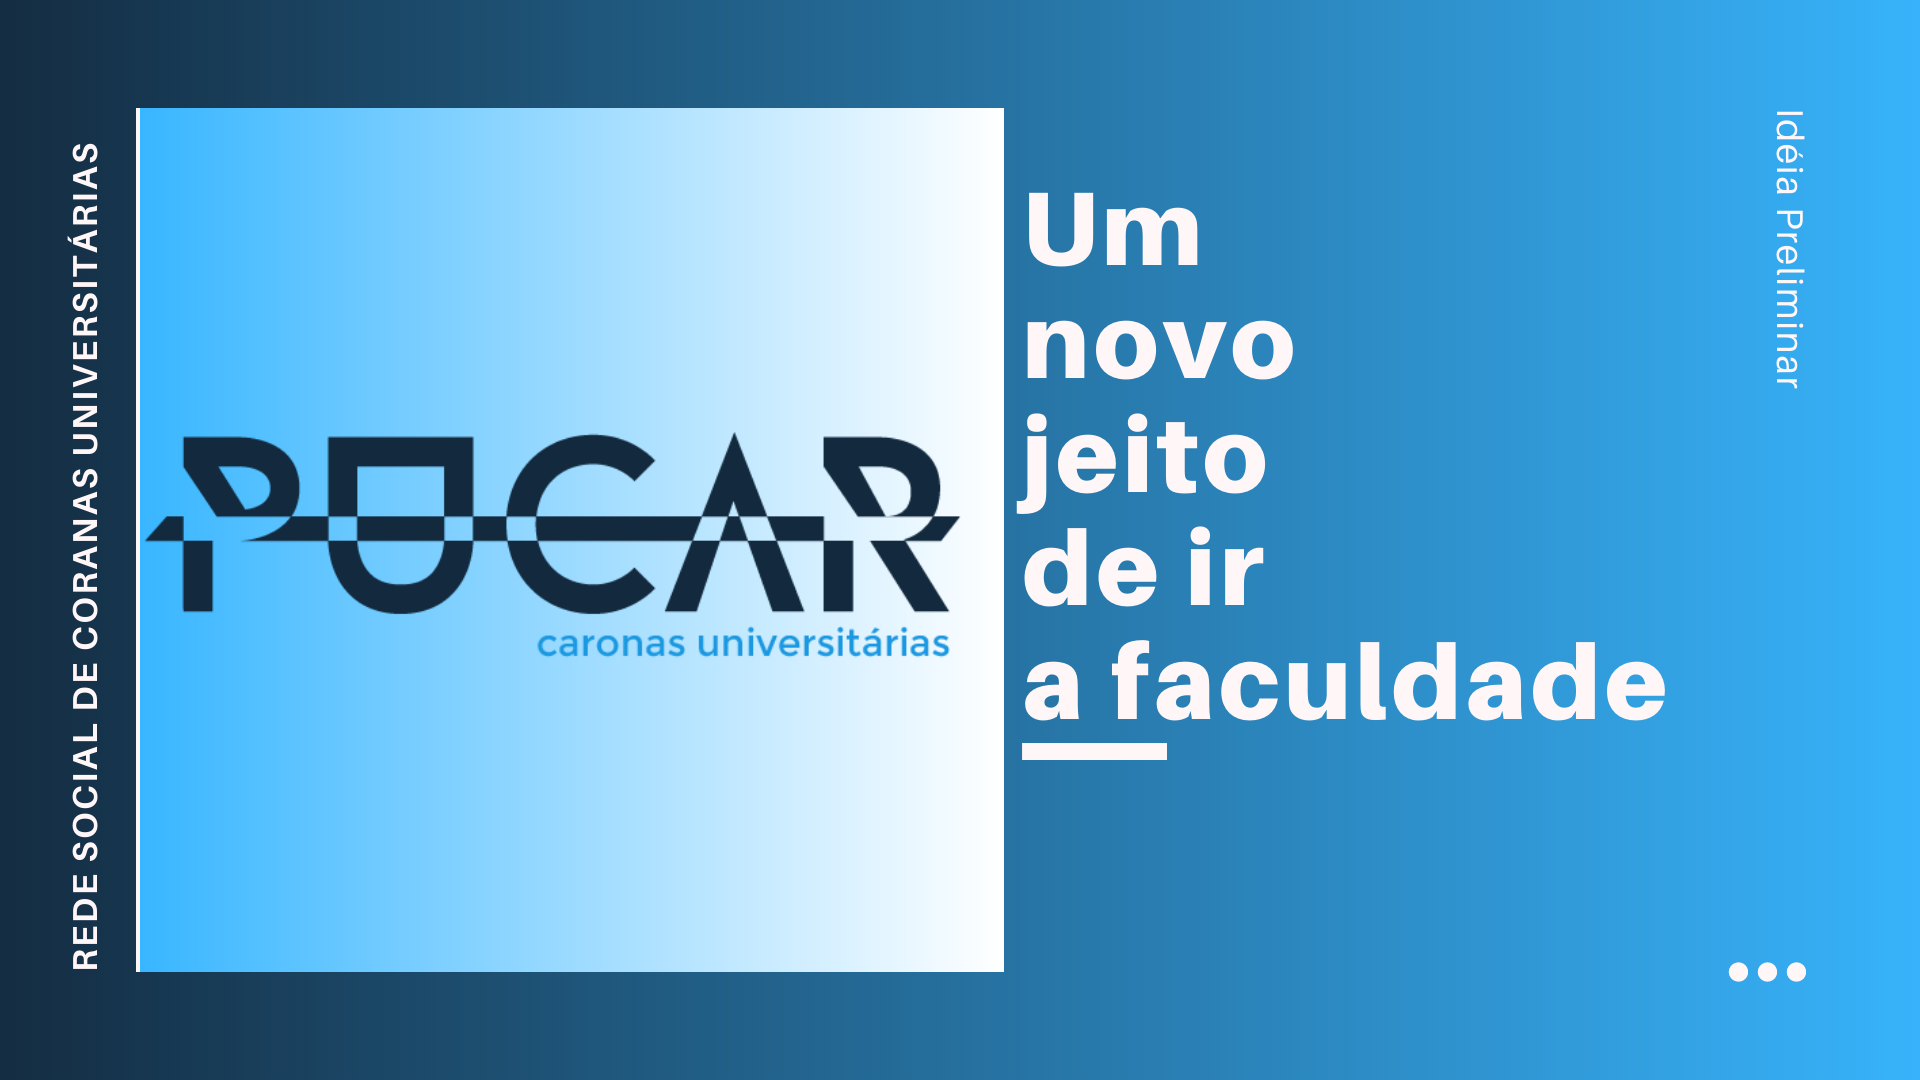 REDE SOCIAL DE CORANAS UNIVERSITÁRIAS
PUCAR
caronas universitárias
Um
novo
jeito
de ir
a faculdade
Idéia Preliminar